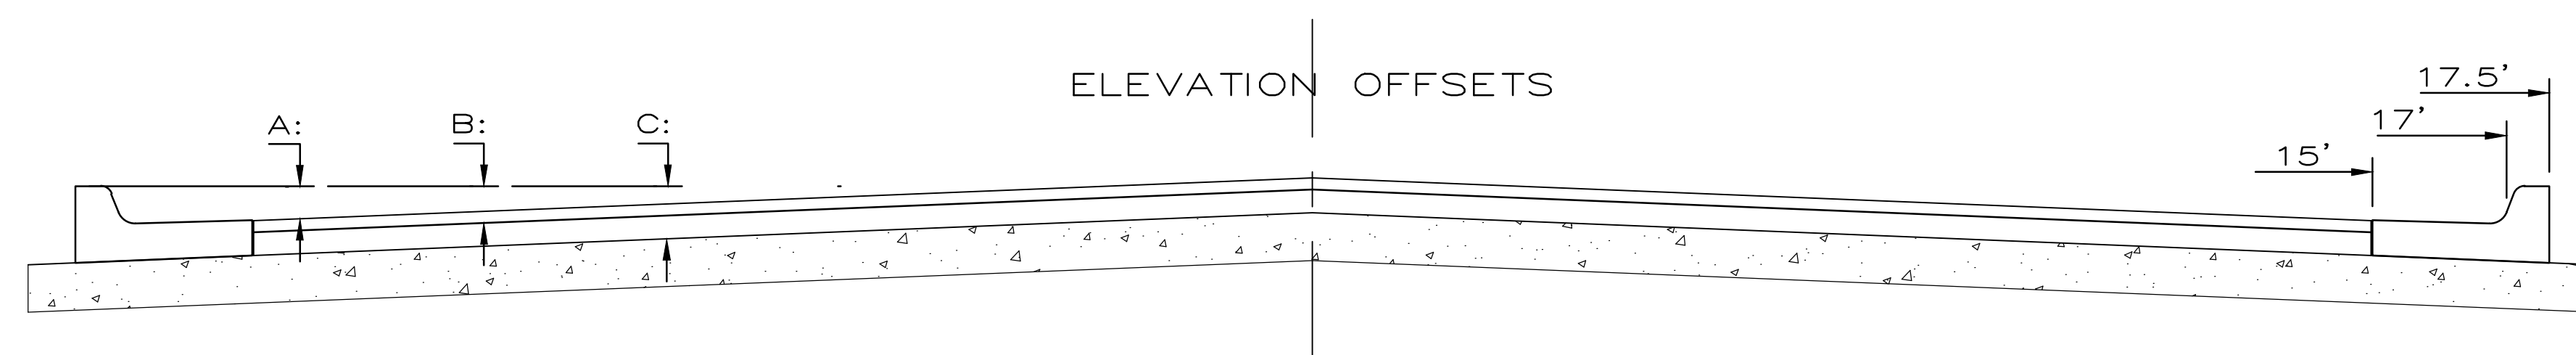 ELEVATION OFFSETS
A:
B:
C:
17.5’
17’
15’